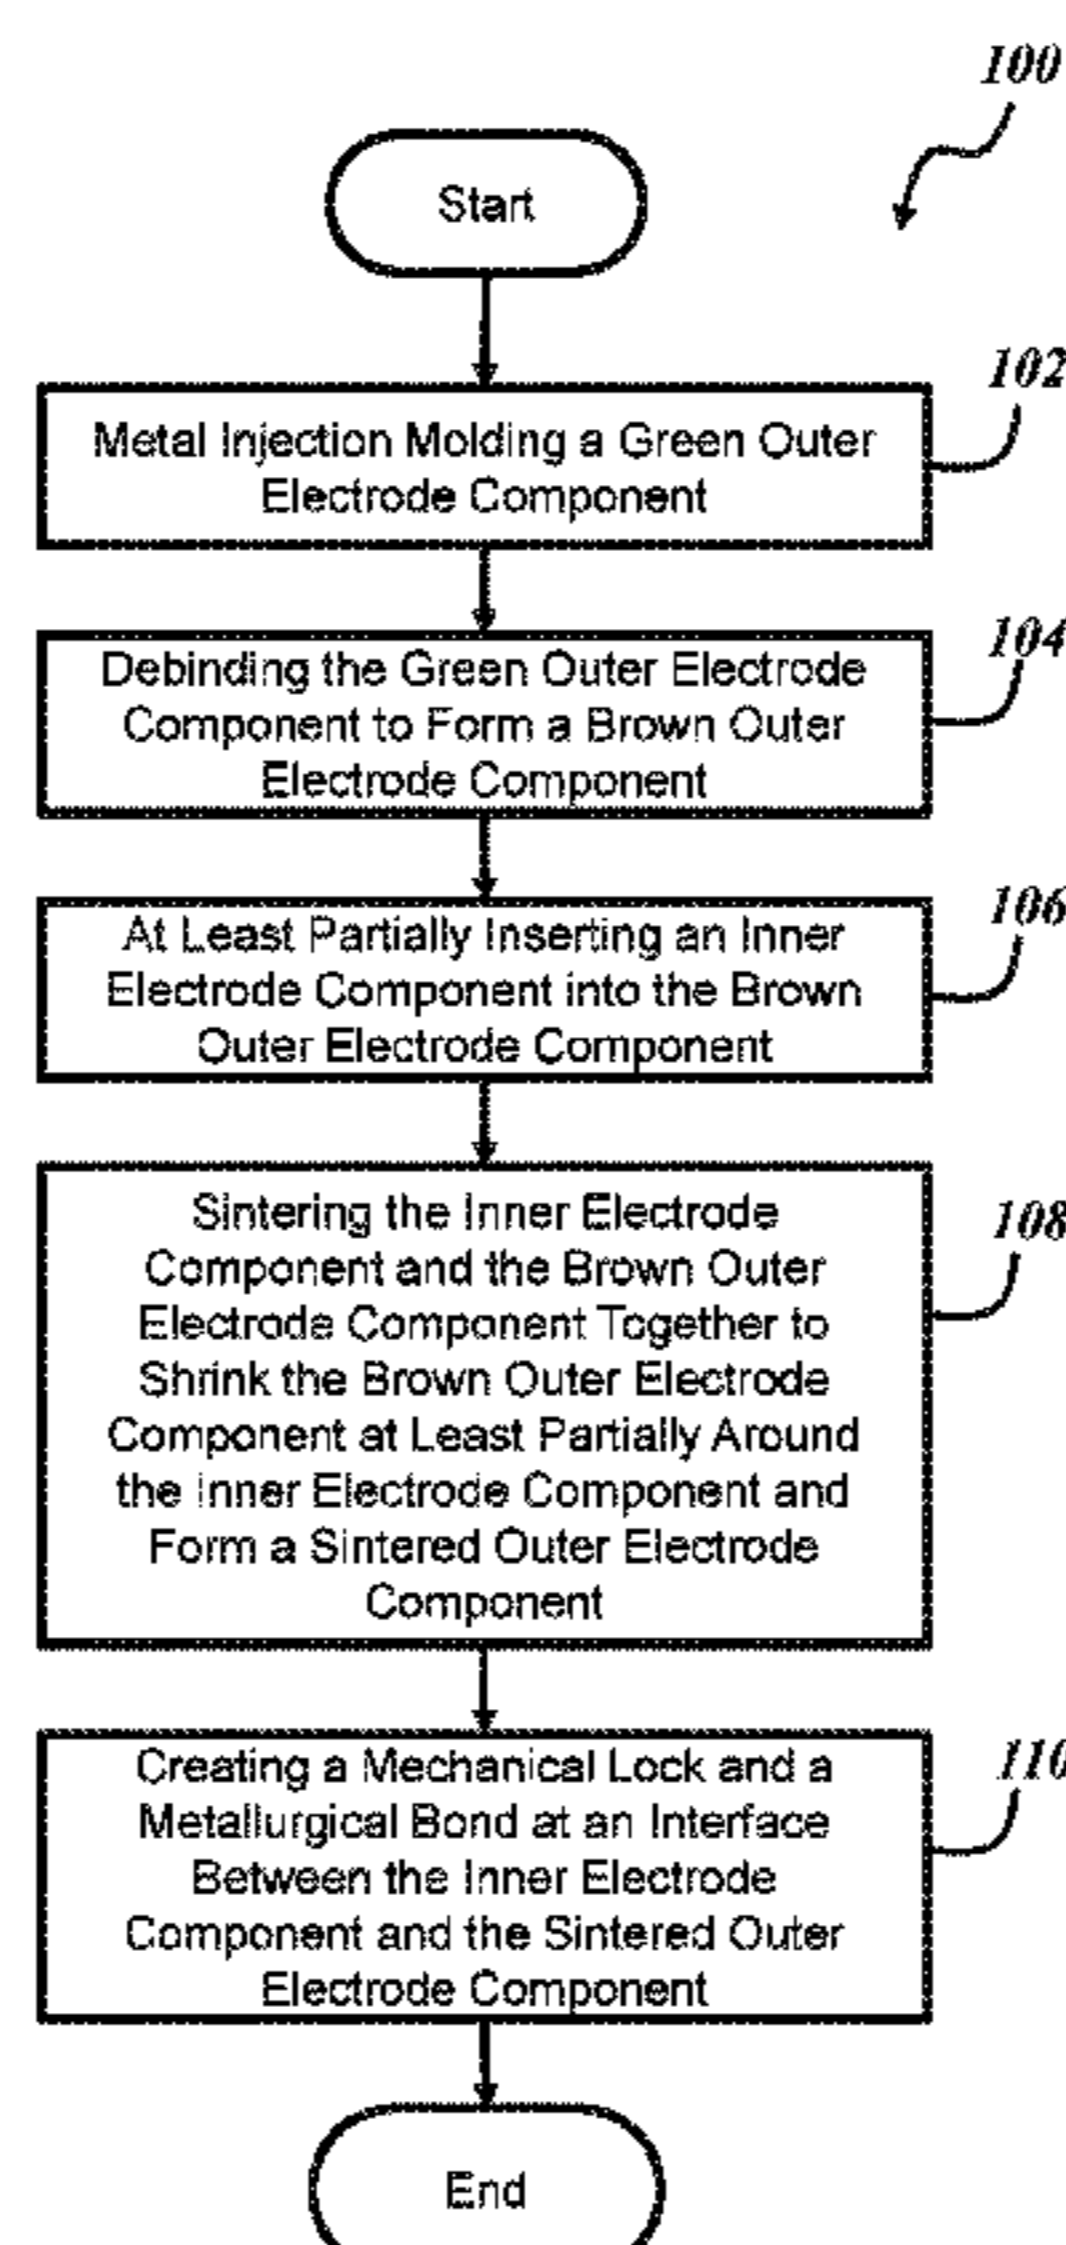 100
Start
102
Metal Injection Molding a Green Outer
Electrode Component
104
Debinding the Green Outer Electrode
Component to Form a Brown Outer
Electrode Component
106
At Least Partially Inserting an Inner
Electrode Component into the Brown
Outer Electrode Component
108
Sintering the Inner Electrode
Component and the Brown Outer
Electrode Component Together to
Shrink the Brown Outer Electrode
Component at Least Partially Around
the Inner Electrode Component and
Form a Sintered Outer Electrode
Component
110
Creating a Mechanical Lock and a
Metallurgical Bond at an Interface
Between the Inner Electrode
Component and the Sintered Outer
Electrode Component
End